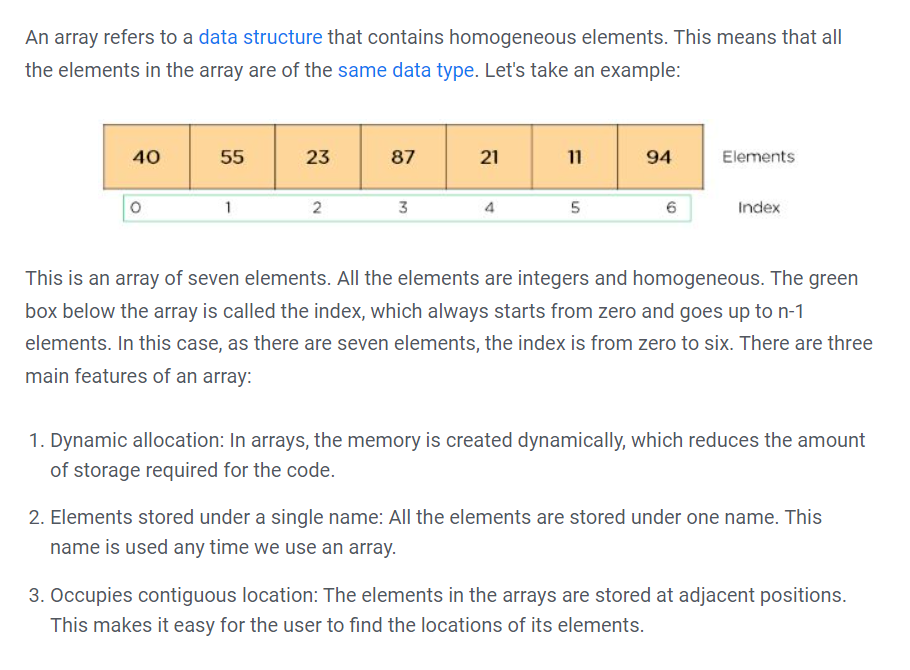 An array refers to a data structure that contains homogeneous elements. This means that all
the elements in the array are of the same data type. Let's take an example:
40 55 23 87 21 11 94 Elements
0 1 2 3 4 5 6 Index
This is an array of seven elements. All the elements are integers and homogeneous. The green
box below the array is called the index, which always starts from zero and goes up to n-1
elements. In this case, as there are seven elements, the index is from zero to six. There are three
main features of an array:
1. Dynamic allocation: In arrays, the memory is created dynamically, which reduces the amount
of storage required for the code.
2. Elements stored under a single name: All the elements are stored under one name. This
name is used any time we use an array.
3. Occupies contiguous location: The elements in the arrays are stored at adjacent positions.
This makes it easy for the user to find the locations of its elements.